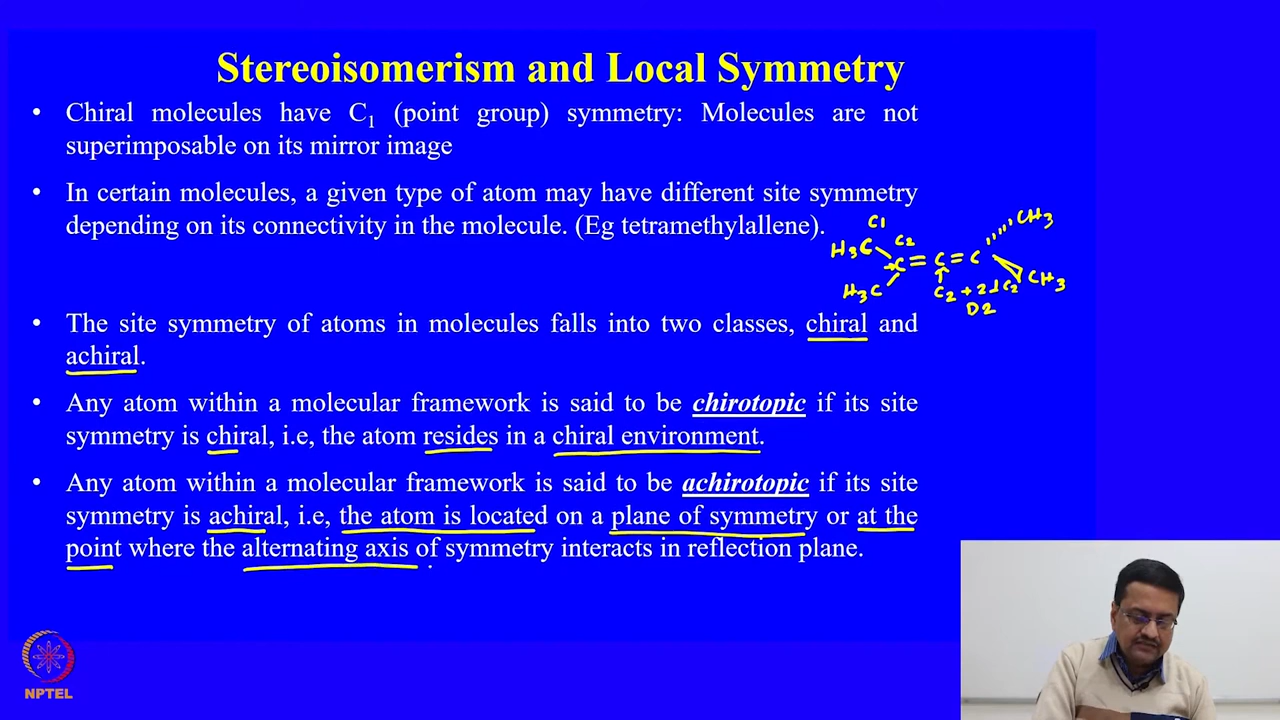 Stereoisomerism and Local Symmetry
• Chiral molecules have C₁ (point group) symmetry: Molecules are not
superimposable on its mirror image
• In certain molecules, a given type of atom may have different site symmetry
depending on its connectivity in the molecule. (Eg tetramethylallene).
C1
C2
CH3
H3C
C = C = C
H3C
CH3
C2 + 2⊥C2
D2
• The site symmetry of atoms in molecules falls into two classes, chiral and
achiral.
• Any atom within a molecular framework is said to be chirotopic if its site
symmetry is chiral, i.e, the atom resides in a chiral environment.
• Any atom within a molecular framework is said to be achirotopic if its site
symmetry is achiral, i.e, the atom is located on a plane of symmetry or at the
point where the alternating axis of symmetry interacts in reflection plane.
NPTEL